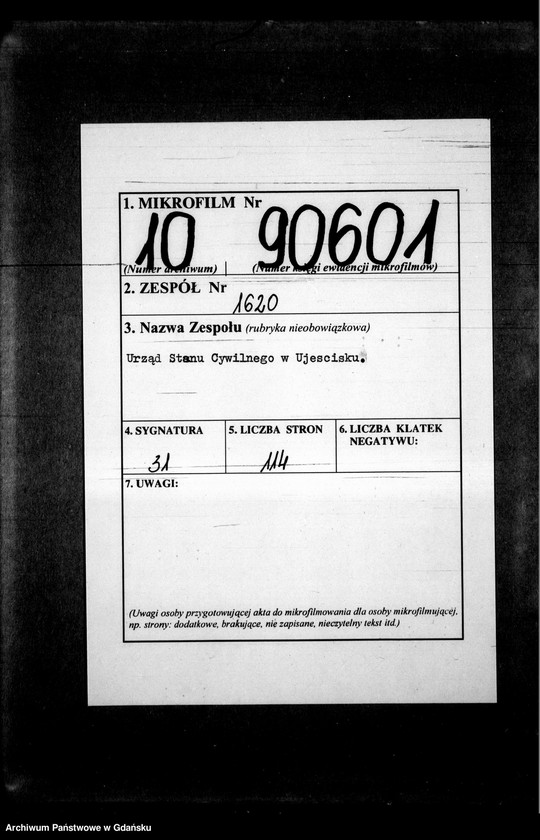 1. MIKROFILM Nr
10 90601
(Numer archiwum) (Numer księgi ewidencji mikrofilmów)
2. ZESPÓŁ Nr
1620
3. Nazwa Zespołu (rubryka nieobowiązkowa)
Urząd Stanu Cywilnego w Ujescisku.
4. SYGNATURA 5. LICZBA STRON 6. LICZBA KLATEK
NEGATYWU:
31 114
7. UWAGI:
(Uwagi osoby przygotowującej akta do mikrofilmowania dla osoby mikrofilmującej,
np. strony: dodatkowe, brakujące, nie zapisane, nieczytelny tekst itd.)
Archiwum Państwowe w Gdańsku